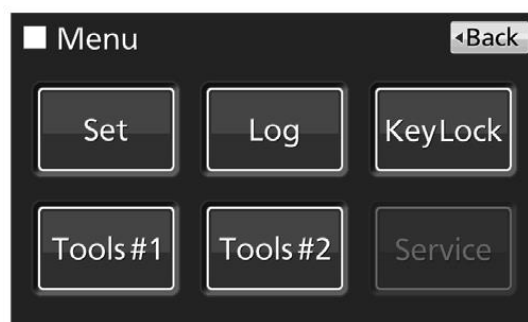 Menu
Back
Set
Log
KeyLock
Tools #1
Tools #2
Service